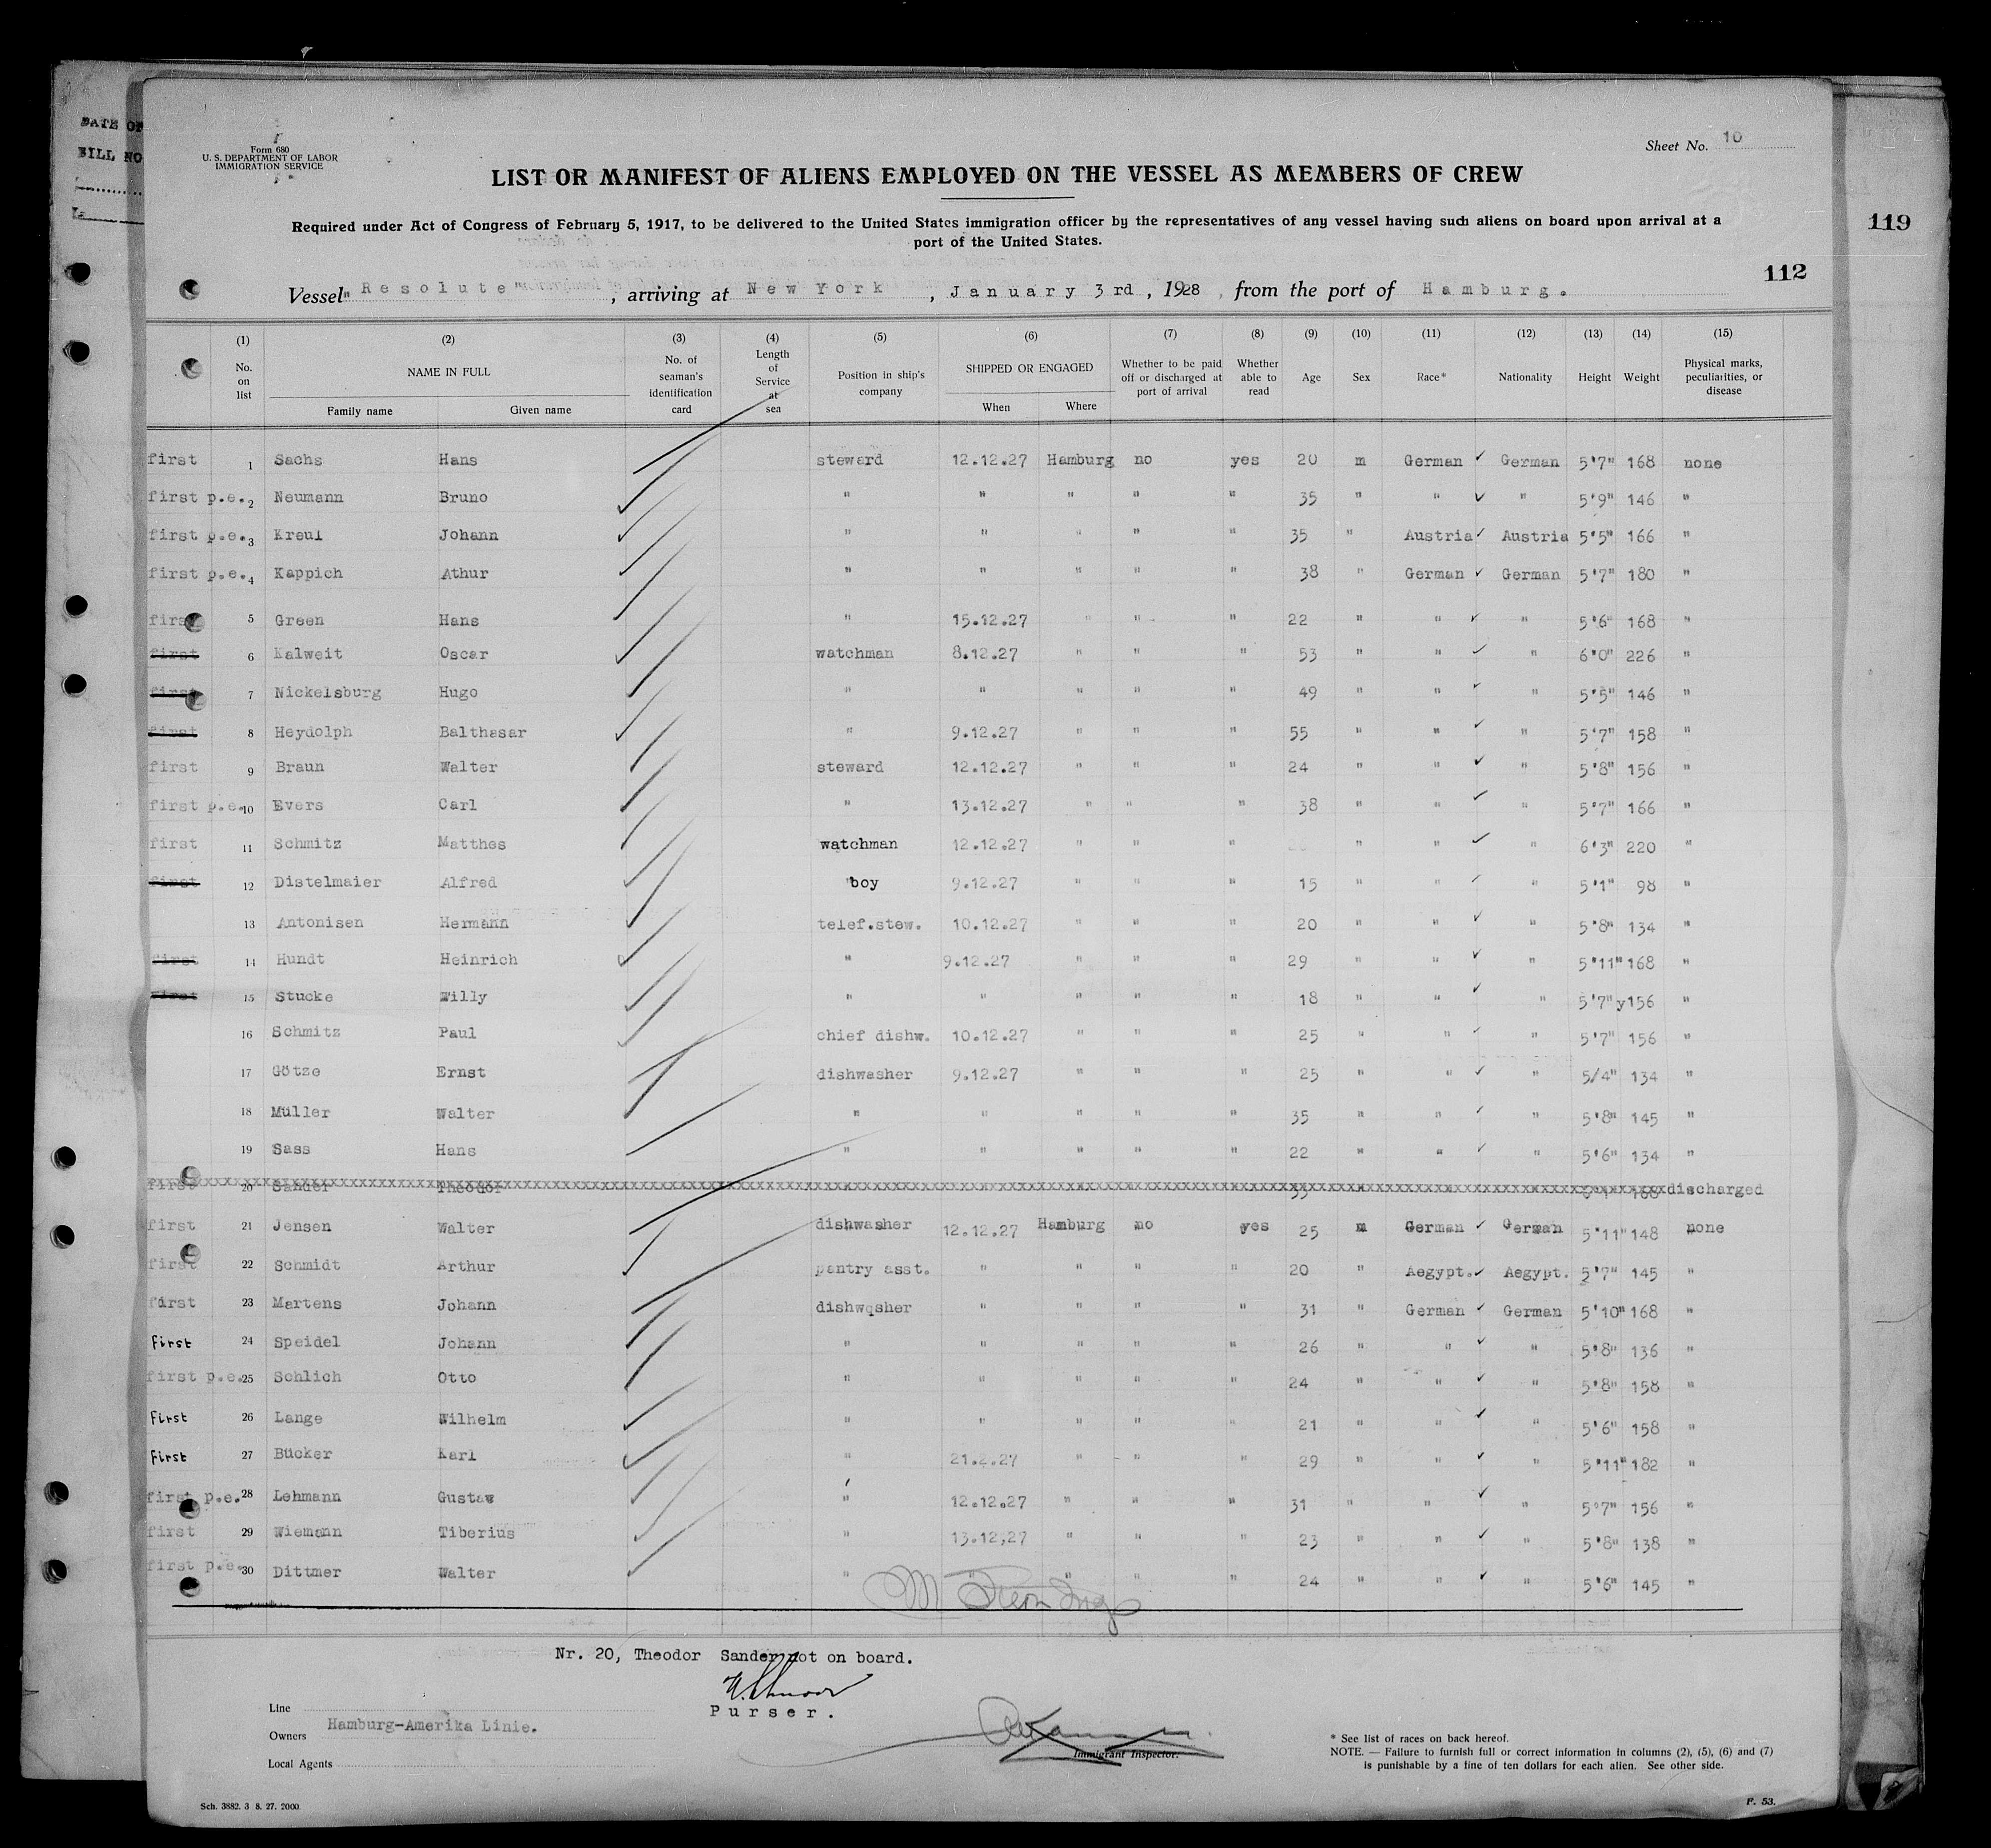 DATE OF
BILL NO
119
Form 680
U. S. DEPARTMENT OF LABOR
IMMIGRATION SERVICE
Sheet No. 10
LIST OR MANIFEST OF ALIENS EMPLOYED ON THE VESSEL AS MEMBERS OF CREW
Required under Act of Congress of February 5, 1917, to be delivered to the United States immigration officer by the representatives of any vessel having such aliens on board upon arrival at a
port of the United States.
112
Vessel "Resolute", arriving at New York, January 3rd, 1928, from the port of Hamburg.
(1) (2) (3) (4) (5) (6) (7) (8) (9) (10) (11) (12) (13) (14) (15)
No. on list NAME IN FULL Family name Given name No. of seaman's identification card Length of Service at sea Position in ship's company SHIPPED OR ENGAGED When Where Whether to be paid off or discharged at port of arrival Whether able to read Age Sex Race* Nationality Height Weight Physical marks, peculiarities, or disease
first 1 Sachs Hans steward 12.12.27 Hamburg no yes 20 m German German 5'7" 168 none
first p.e. 2 Neumann Bruno " " " " " 35 " " " 5'9" 146 "
first p.e. 3 Kreul Johann " " " " " 35 " Austria Austria 5'5" 166 "
first p.e. 4 Kappich Athur " " " " " 38 " German German 5'7" 180 "
first 5 Green Hans " 15.12.27 " " " 22 " " " 5'6" 168 "
first 6 Kalweit Oscar watchman 8.12.27 " " " 53 " " " 6'0" 226 "
first 7 Nickelsburg Hugo " " " " " 49 " " " 5'5" 146 "
first 8 Heydolph Balthasar " 9.12.27 " " " 55 " " " 5'7" 158 "
first 9 Braun Walter steward 12.12.27 " " " 24 " " " 5'8" 156 "
first p.e. 10 Evers Carl " 13.12.27 " " " 38 " " " 5'7" 166 "
first 11 Schmitz Matthes watchman 12.12.27 " " " " " " 6'3" 220 "
first 12 Distelmaier Alfred boy 9.12.27 " " " 15 " " " 5'1" 98 "
13 Antonisen Hermann telef.stew. 10.12.27 " " " 20 " " " 5'8" 134 "
first 14 Hundt Heinrich " 9.12.27 " " " 29 " " " 5'11" 168 "
first 15 Stucke Willy " " " " " 18 " " " 5'7" y156 "
16 Schmitz Paul chief dishw. 10.12.27 " " " 25 " " " 5'7" 156 "
17 Götze Ernst dishwasher 9.12.27 " " " 25 " " " 5/4" 134 "
18 Müller Walter " " " " " 35 " " " 5'8" 145 "
19 Sass Hans " " " " " 22 " " " 5'6" 134 "
first 20 Sander Theodor 168 discharged
first 21 Jensen Walter dishwasher 12.12.27 Hamburg no yes 25 m German German 5'11" 148 none
first 22 Schmidt Arthur pantry asst. " " " " 20 " Aegypt. Aegypt. 5'7" 145 "
first 23 Martens Johann dishwqsher " " " " 31 " German German 5'10" 168 "
first 24 Speidel Johann " " " " " 26 " " " 5'8" 136 "
first p.e. 25 Schlich Otto " " " " " 24 " " " 5'8" 158 "
first 26 Lange Wilhelm " " " " " 21 " " " 5'6" 158 "
first 27 Bücker Karl " 21.2.27 " " " 29 " " " 5'11" 182 "
first p.e. 28 Lehmann Gustav " 12.12.27 " " " 31 " " " 5'7" 156 "
first 29 Wiemann Tiberius " 13.12,27 " " " 23 " " " 5'8" 138 "
first p.e. 30 Dittmer Walter " " " " " 24 " " " 5'6" 145 "
Nr. 20, Theodor Sander not on board.
Purser.
Line
Owners Hamburg-Amerika Linie.
Local Agents
Immigrant Inspector.
* See list of races on back hereof.
NOTE. — Failure to furnish full or correct information in columns (2), (5), (6) and (7)
is punishable by a fine of ten dollars for each alien. See other side.
Sch. 3882. 3 8. 27. 2000
F. 53.